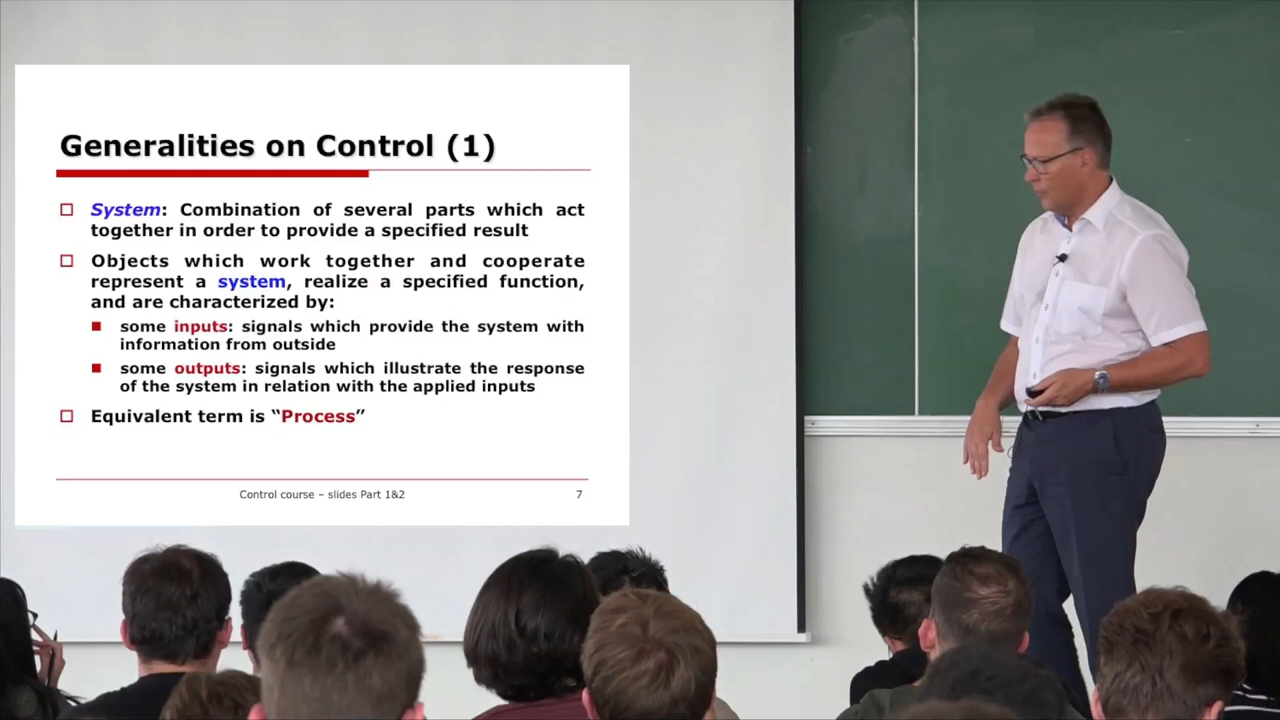 Generalities on Control (1)
System: Combination of several parts which act
together in order to provide a specified result
Objects which work together and cooperate
represent a system, realize a specified function,
and are characterized by:
some inputs: signals which provide the system with
information from outside
some outputs: signals which illustrate the response
of the system in relation with the applied inputs
Equivalent term is “Process”
Control course – slides Part 1&2
7